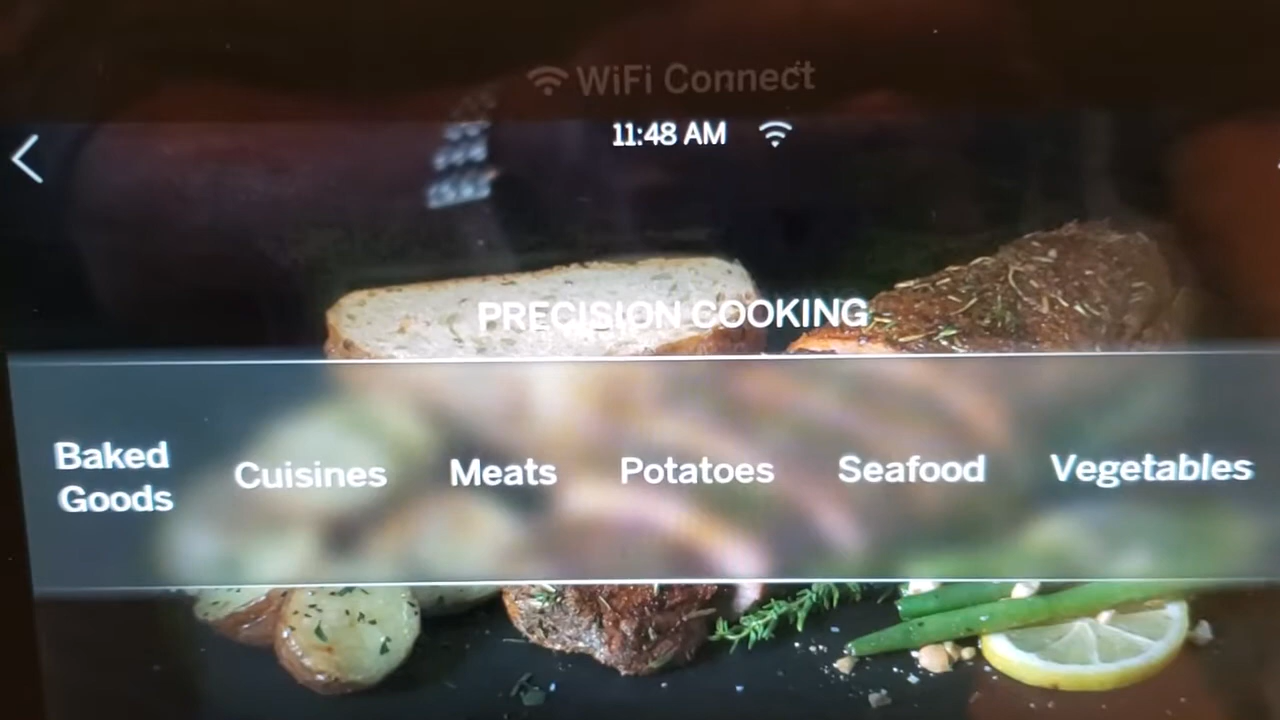 WiFi Connect
11:48 AM
PRECISION COOKING
Baked
Goods
Cuisines
Meats
Potatoes
Seafood
Vegetables